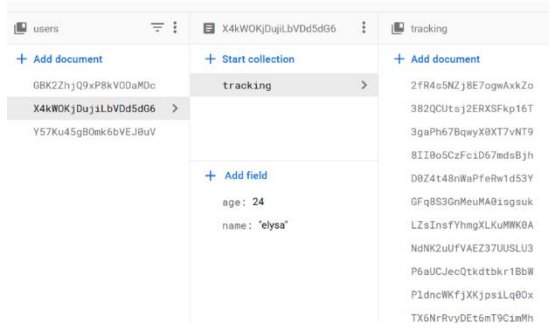 users
X4kWOKjDujiLbVDd5dG6
tracking
+ Add document
+ Start collection
+ Add document
GBK2ZhjQ9xP8kVODaMDc
tracking
2fR4s5NZj8E7ogwAxkZo
X4kWOKjDujiLbVDd5dG6
382QCUtsj2ERXSFkp16T
Y57Ku45gBOmk6bVEJ0uV
3gaPh67BqwyX0XT7vNT9
8II0o5CzFciD67mdsBjh
+ Add field
D0Z4t48nWaPfeRw1d53Y
age: 24
GFq8S3GnMeuMA0isgsuk
name: "elysa"
LZsInsfYhmgXLKuMWK0A
NdNK2uUfVAEZ37UUSLU3
P6aUCJecQtkdtbkr1BbW
PldncWKfjXKjpsiLq0Ox
TX6NrRvyDEt6mT9CimMh